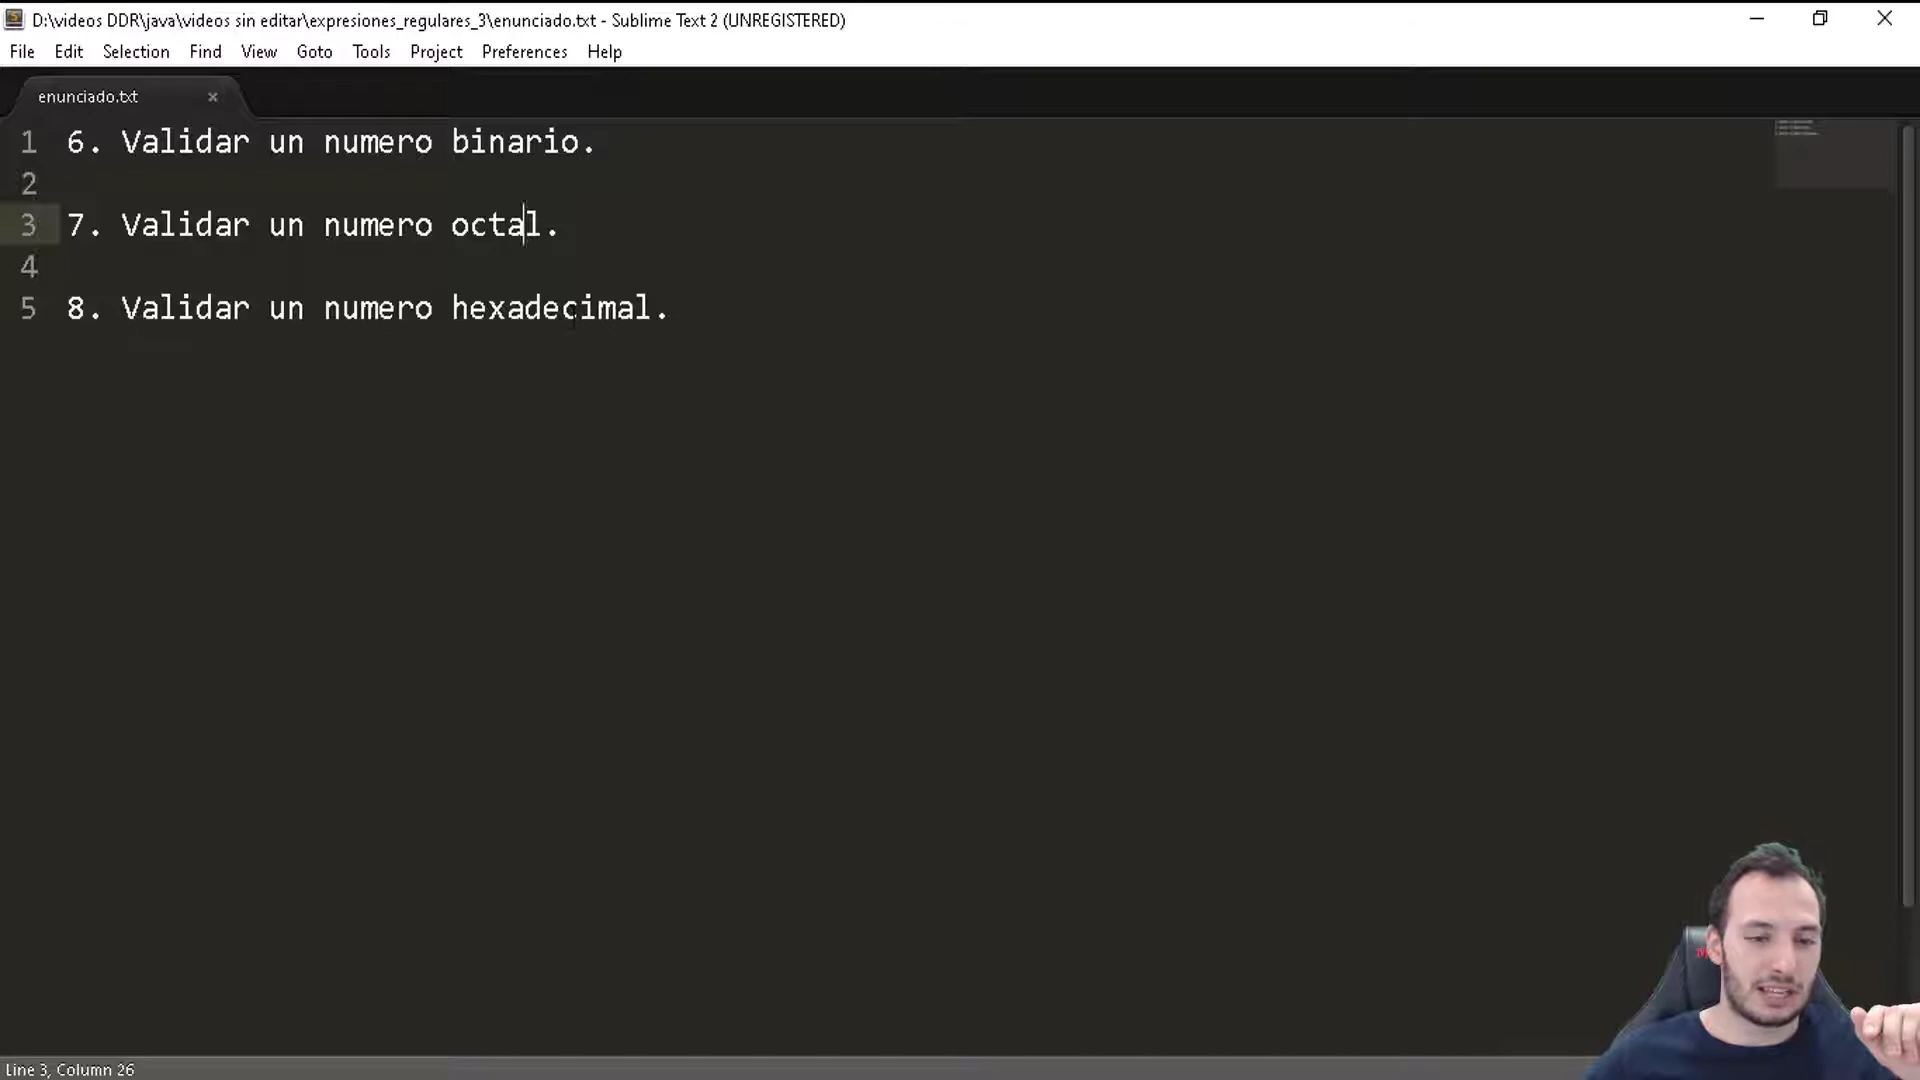 D:\videos DDR\java\videos sin editar\expresiones_regulares_3\enunciado.txt - Sublime Text 2 (UNREGISTERED)
File Edit Selection Find View Goto Tools Project Preferences Help
enunciado.txt
1 6. Validar un numero binario.
2
3 7. Validar un numero octal.
4
5 8. Validar un numero hexadecimal.
Line 3, Column 26